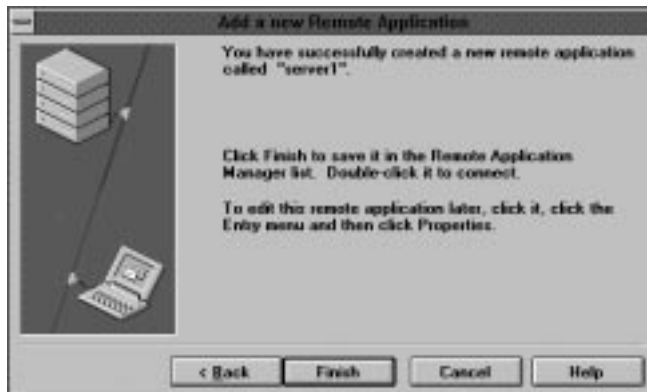 Add a new Remote Application
You have successfully created a new remote application
called "server1".
Click Finish to save it in the Remote Application
Manager list. Double-click it to connect.
To edit this remote application later, click it, click the
Entry menu and then click Properties.
< Back
Finish
Cancel
Help